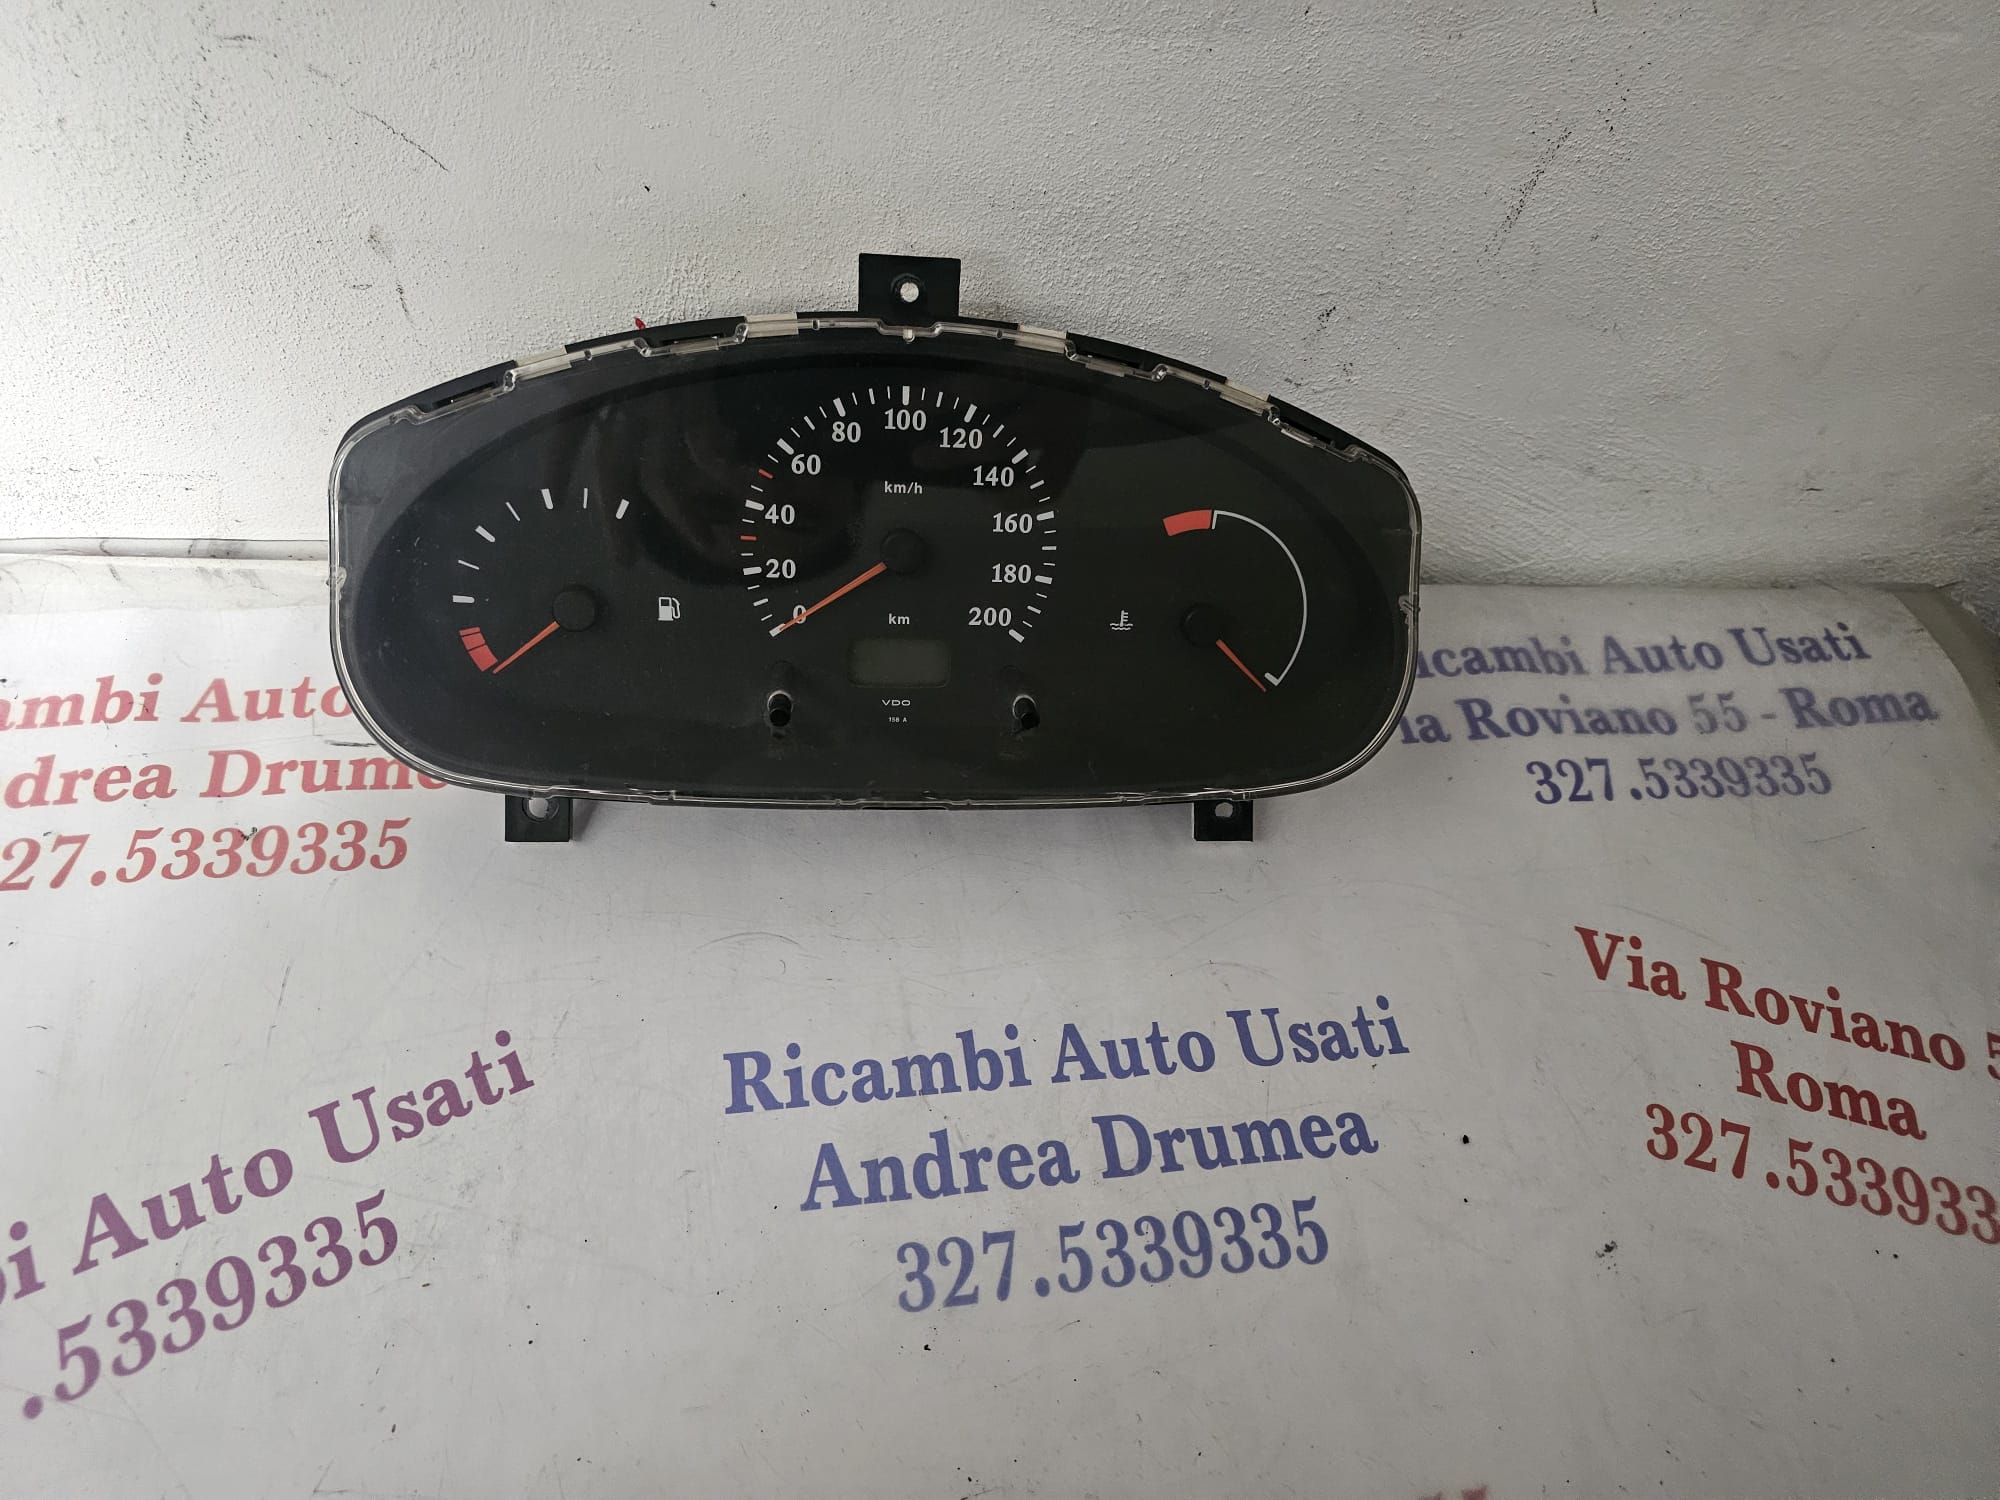 100
80
120
60
140
km/h
40
160
20
180
0
km
200
VDO
158 A
ambi Auto
drea Drume
27.5339335
icambi Auto Usati
ia Roviano 55 - Roma
327.5339335
i Auto Usati
.5339335
Ricambi Auto Usati
Andrea Drumea
327.5339335
Via Roviano 5
Roma
327.533933